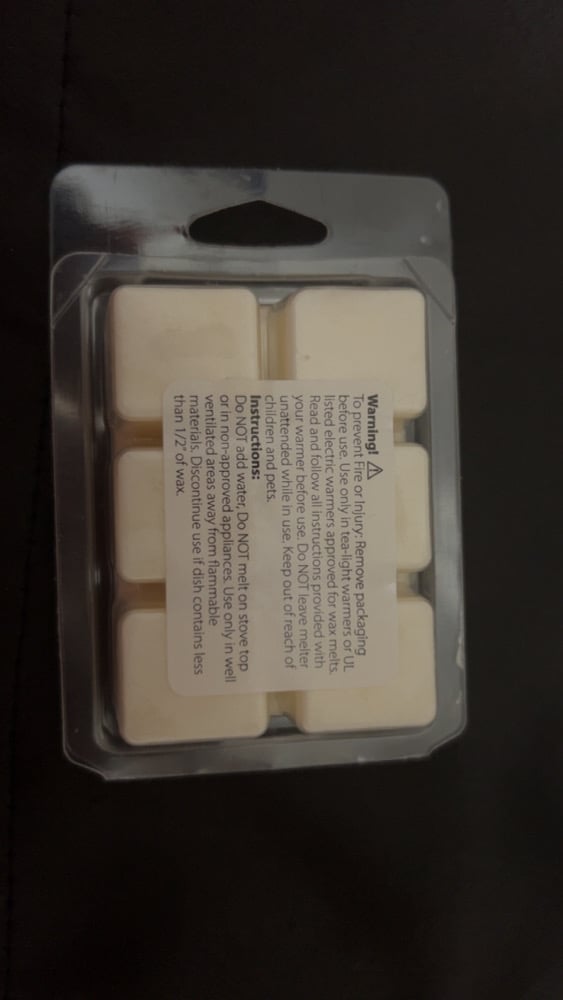 Warning! ⚠
To prevent Fire or Injury: Remove packaging
before use. Use only in tea-light warmers or UL
listed electric warmers approved for wax melts.
Read and follow all instructions provided with
your warmer before use. Do NOT leave melter
unattended while in use. Keep out of reach of
children and pets.
Instructions:
Do NOT add water, Do NOT melt on stove top
or in non-approved appliances. Use only in well
ventilated areas away from flammable
materials. Discontinue use if dish contains less
than 1/2" of wax.